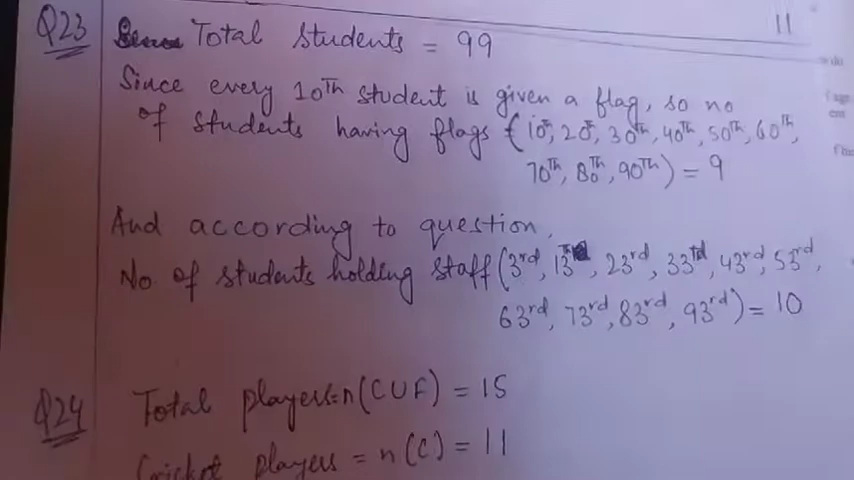 11
Q23 Total students = 99
Since every 10TH student is given a flag, so no
of students having flags (10th, 20th, 30th, 40th, 50th, 60th,
70th, 80th, 90th) = 9
And according to question,
No of students holding staff (3rd, 13th, 23rd, 33rd, 43rd, 53rd,
63rd, 73rd, 83rd, 93rd) = 10
Q24 Total players = n(CUF) = 15
Cricket players = n(C) = 11